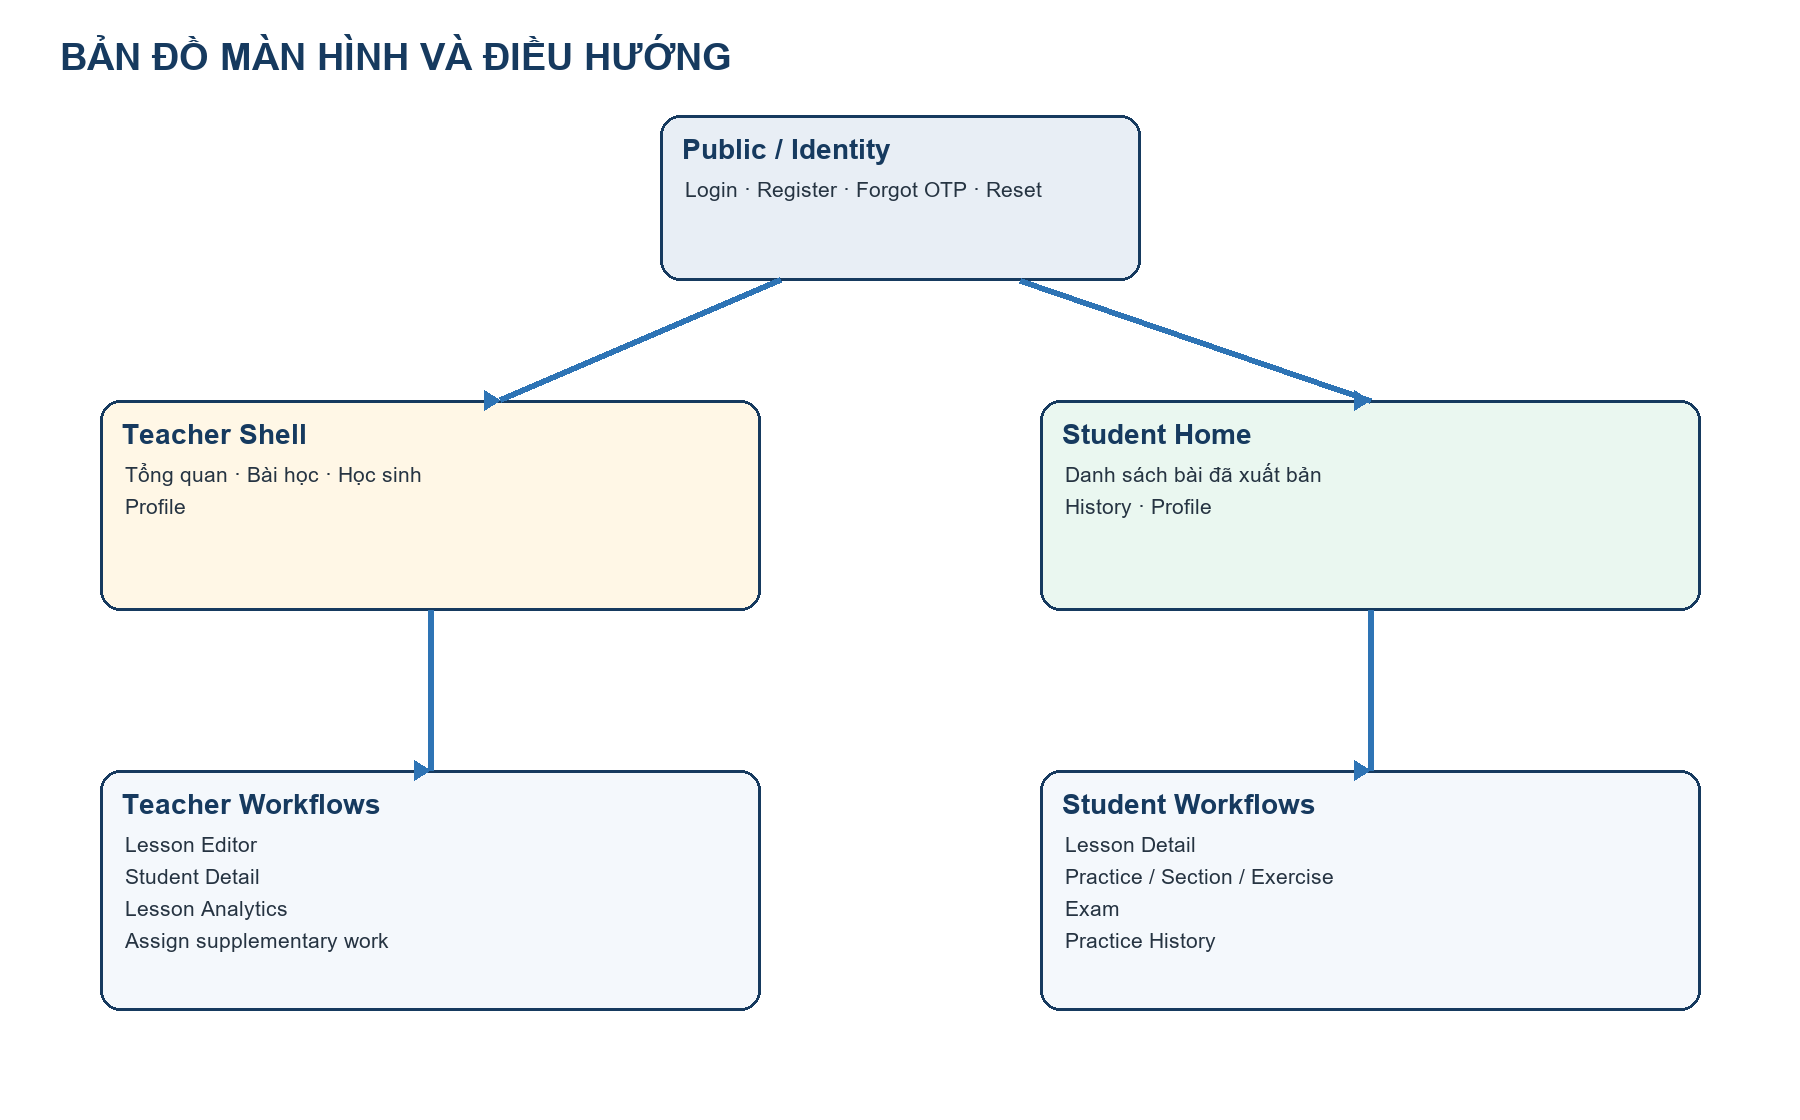 BẢN ĐỒ MÀN HÌNH VÀ ĐIỀU HƯỚNG
Public / Identity
Login · Register · Forgot OTP · Reset
Teacher Shell
Tổng quan · Bài học · Học sinh
Profile
Student Home
Danh sách bài đã xuất bản
History · Profile
Teacher Workflows
Lesson Editor
Student Detail
Lesson Analytics
Assign supplementary work
Student Workflows
Lesson Detail
Practice / Section / Exercise
Exam
Practice History